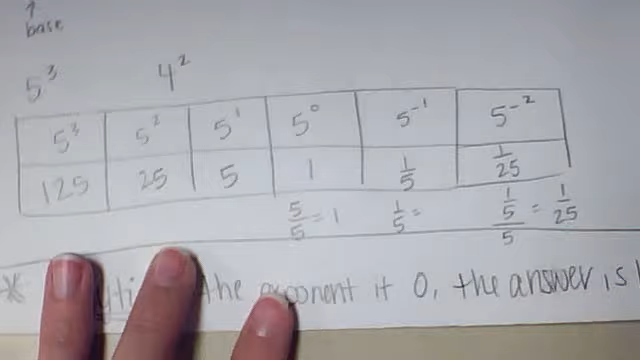 base
5³ 4²
5³ 5² 5¹ 5⁰ 5⁻¹ 5⁻²
125 25 5 1 1/5 1/25
5/5 = 1 1/5 = 1/5/5 = 1/25
* the exponent it 0, the answer is